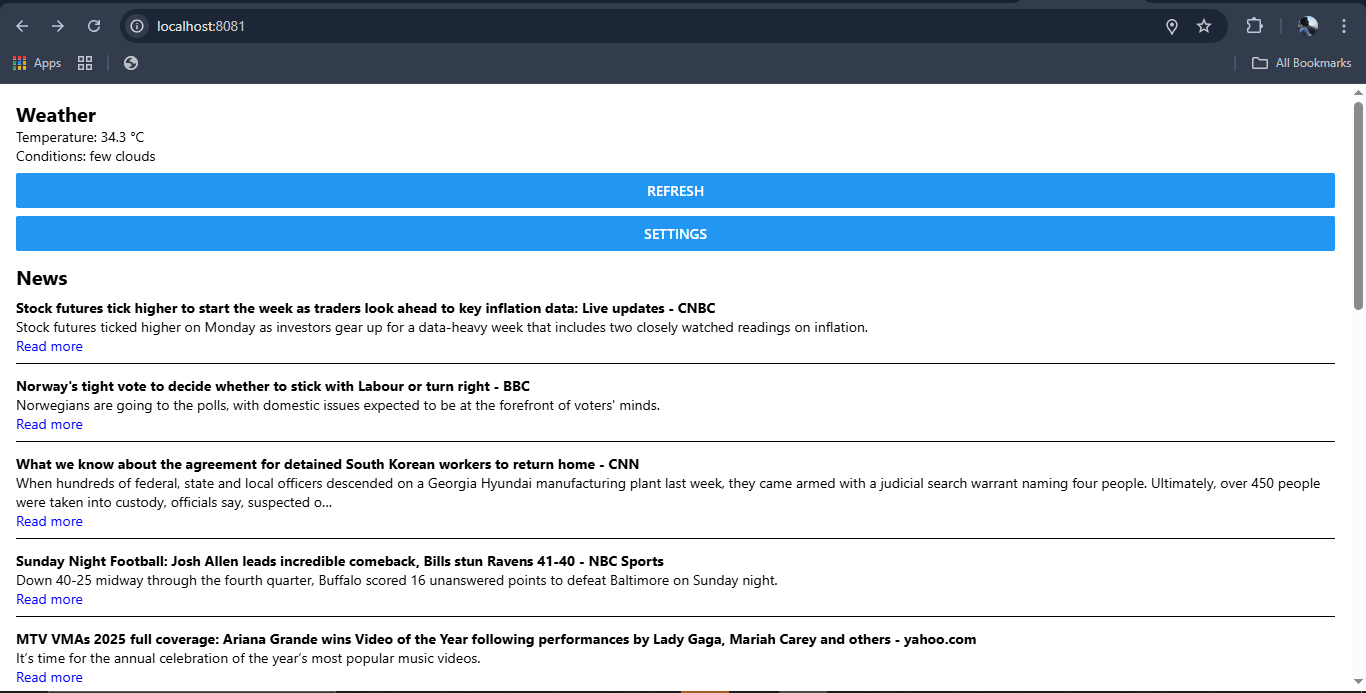 localhost:8081
Apps
All Bookmarks
Weather
Temperature: 34.3 °C
Conditions: few clouds
REFRESH
SETTINGS
News
Stock futures tick higher to start the week as traders look ahead to key inflation data: Live updates - CNBC
Stock futures ticked higher on Monday as investors gear up for a data-heavy week that includes two closely watched readings on inflation.
Read more
Norway's tight vote to decide whether to stick with Labour or turn right - BBC
Norwegians are going to the polls, with domestic issues expected to be at the forefront of voters' minds.
Read more
What we know about the agreement for detained South Korean workers to return home - CNN
When hundreds of federal, state and local officers descended on a Georgia Hyundai manufacturing plant last week, they came armed with a judicial search warrant naming four people. Ultimately, over 450 people
were taken into custody, officials say, suspected o...
Read more
Sunday Night Football: Josh Allen leads incredible comeback, Bills stun Ravens 41-40 - NBC Sports
Down 40-25 midway through the fourth quarter, Buffalo scored 16 unanswered points to defeat Baltimore on Sunday night.
Read more
MTV VMAs 2025 full coverage: Ariana Grande wins Video of the Year following performances by Lady Gaga, Mariah Carey and others - yahoo.com
It’s time for the annual celebration of the year’s most popular music videos.
Read more